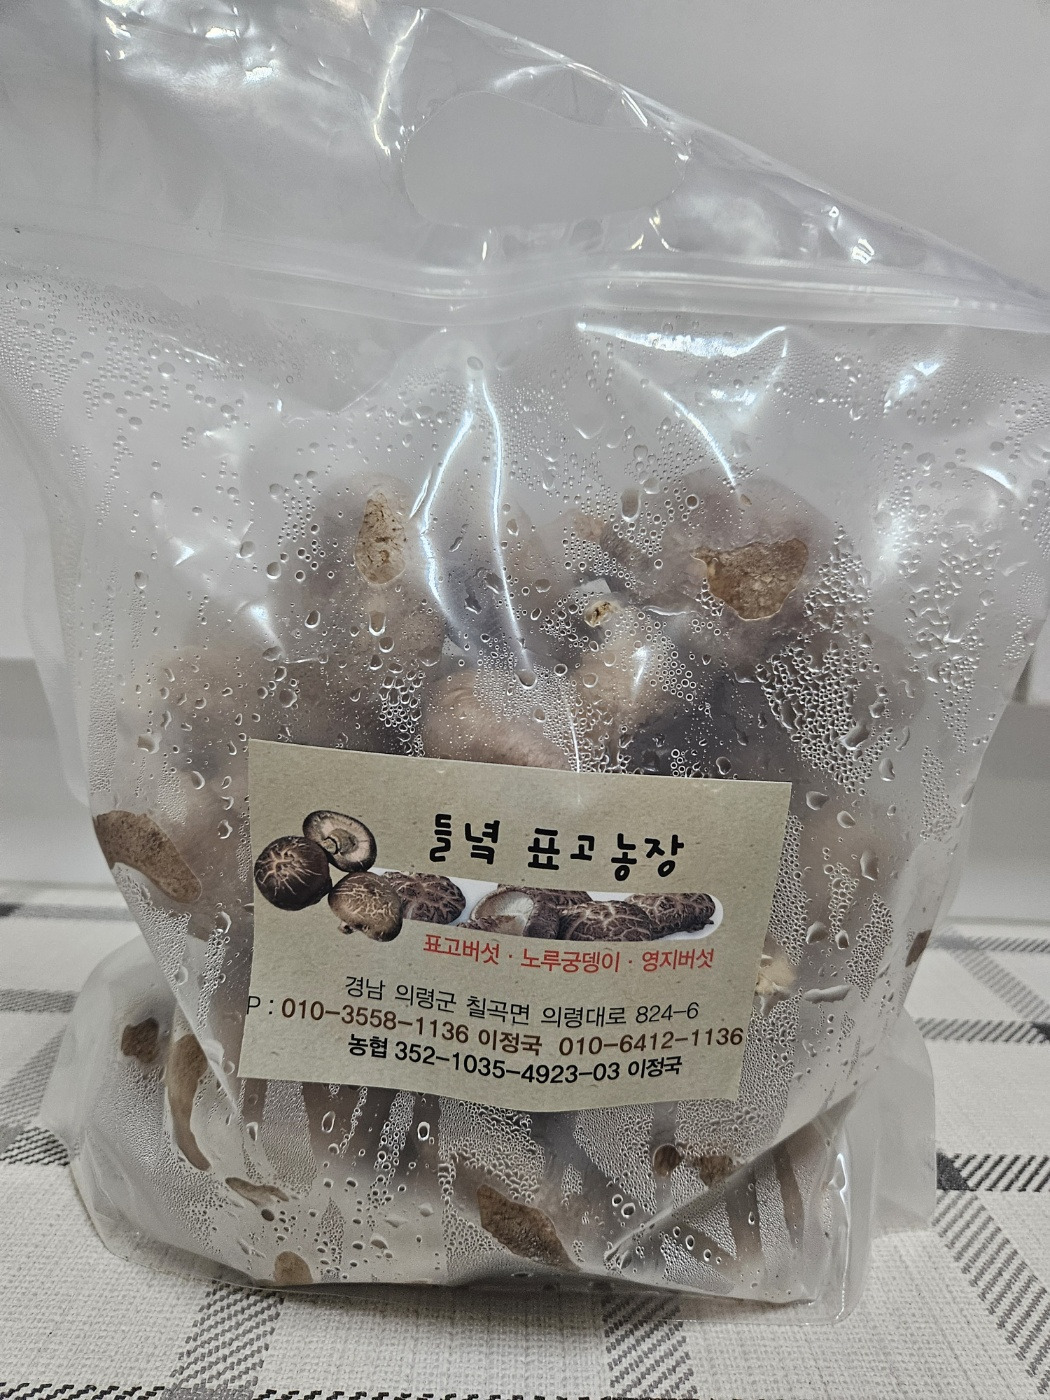 들녘 표고농장
표고버섯 · 노루궁뎅이 · 영지버섯
경남 의령군 칠곡면 의령대로 824-6
P : 010-3558-1136 이정국 010-6412-1136
농협 352-1035-4923-03 이정국